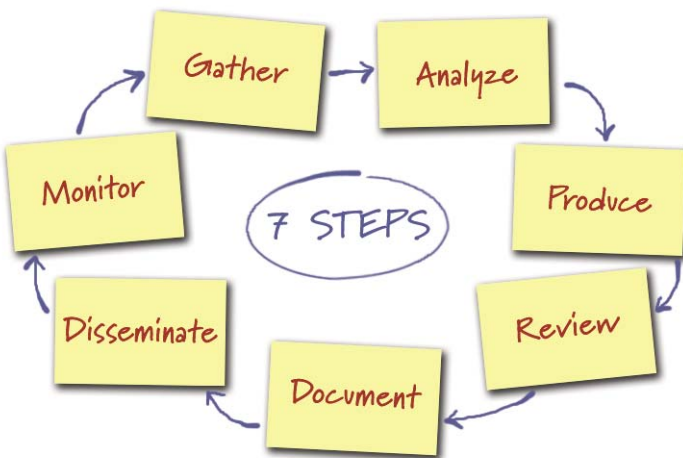 Gather
Analyze
Produce
Review
Document
Disseminate
Monitor
7 STEPS